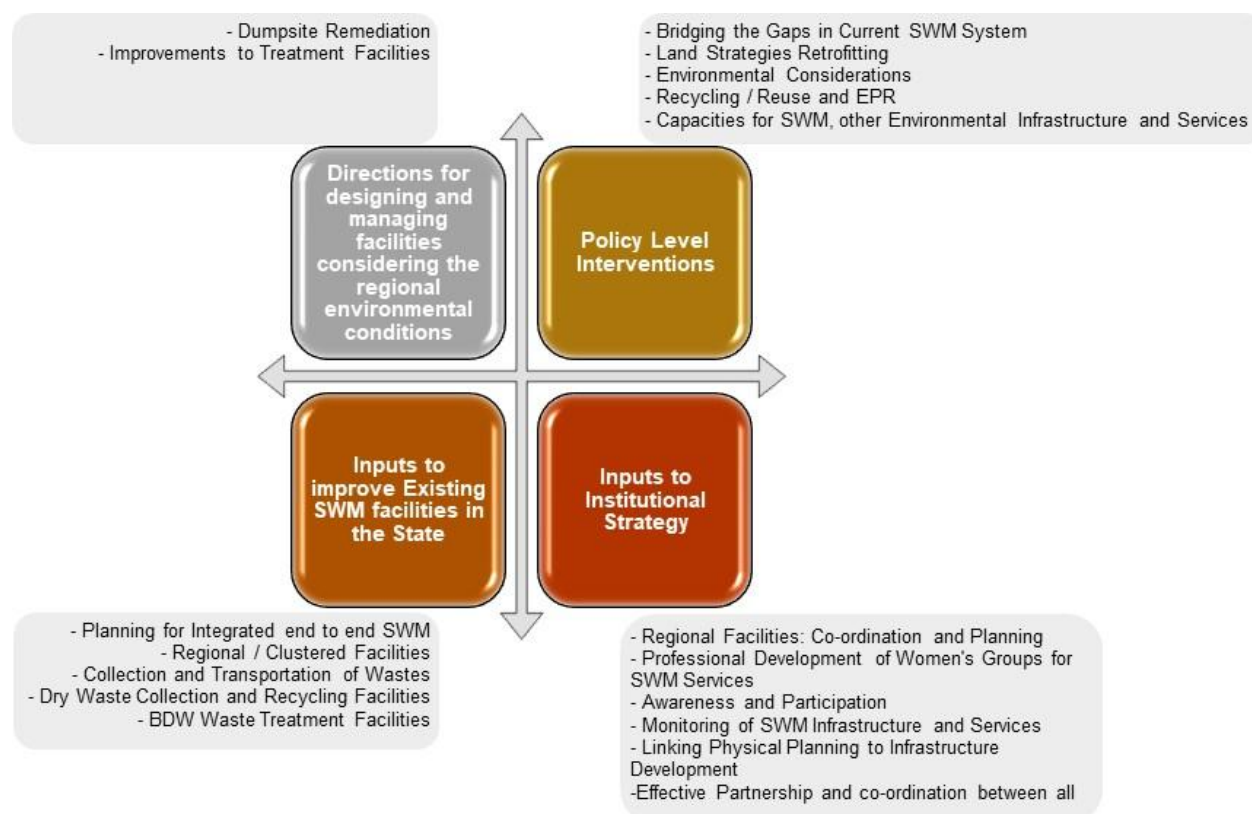 - Dumpsite Remediation
- Improvements to Treatment Facilities
- Bridging the Gaps in Current SWM System
- Land Strategies Retrofitting
- Environmental Considerations
- Recycling / Reuse and EPR
- Capacities for SWM, other Environmental Infrastructure and Services
Directions for
designing and
managing
facilities
considering the
regional
environmental
conditions
Policy Level
Interventions
Inputs to
improve Existing
SWM facilities in
the State
Inputs to
Institutional
Strategy
- Planning for Integrated end to end SWM
- Regional / Clustered Facilities
- Collection and Transportation of Wastes
- Dry Waste Collection and Recycling Facilities
- BDW Waste Treatment Facilities
- Regional Facilities: Co-ordination and Planning
- Professional Development of Women's Groups for
SWM Services
- Awareness and Participation
- Monitoring of SWM Infrastructure and Services
- Linking Physical Planning to Infrastructure
Development
-Effective Partnership and co-ordination between all